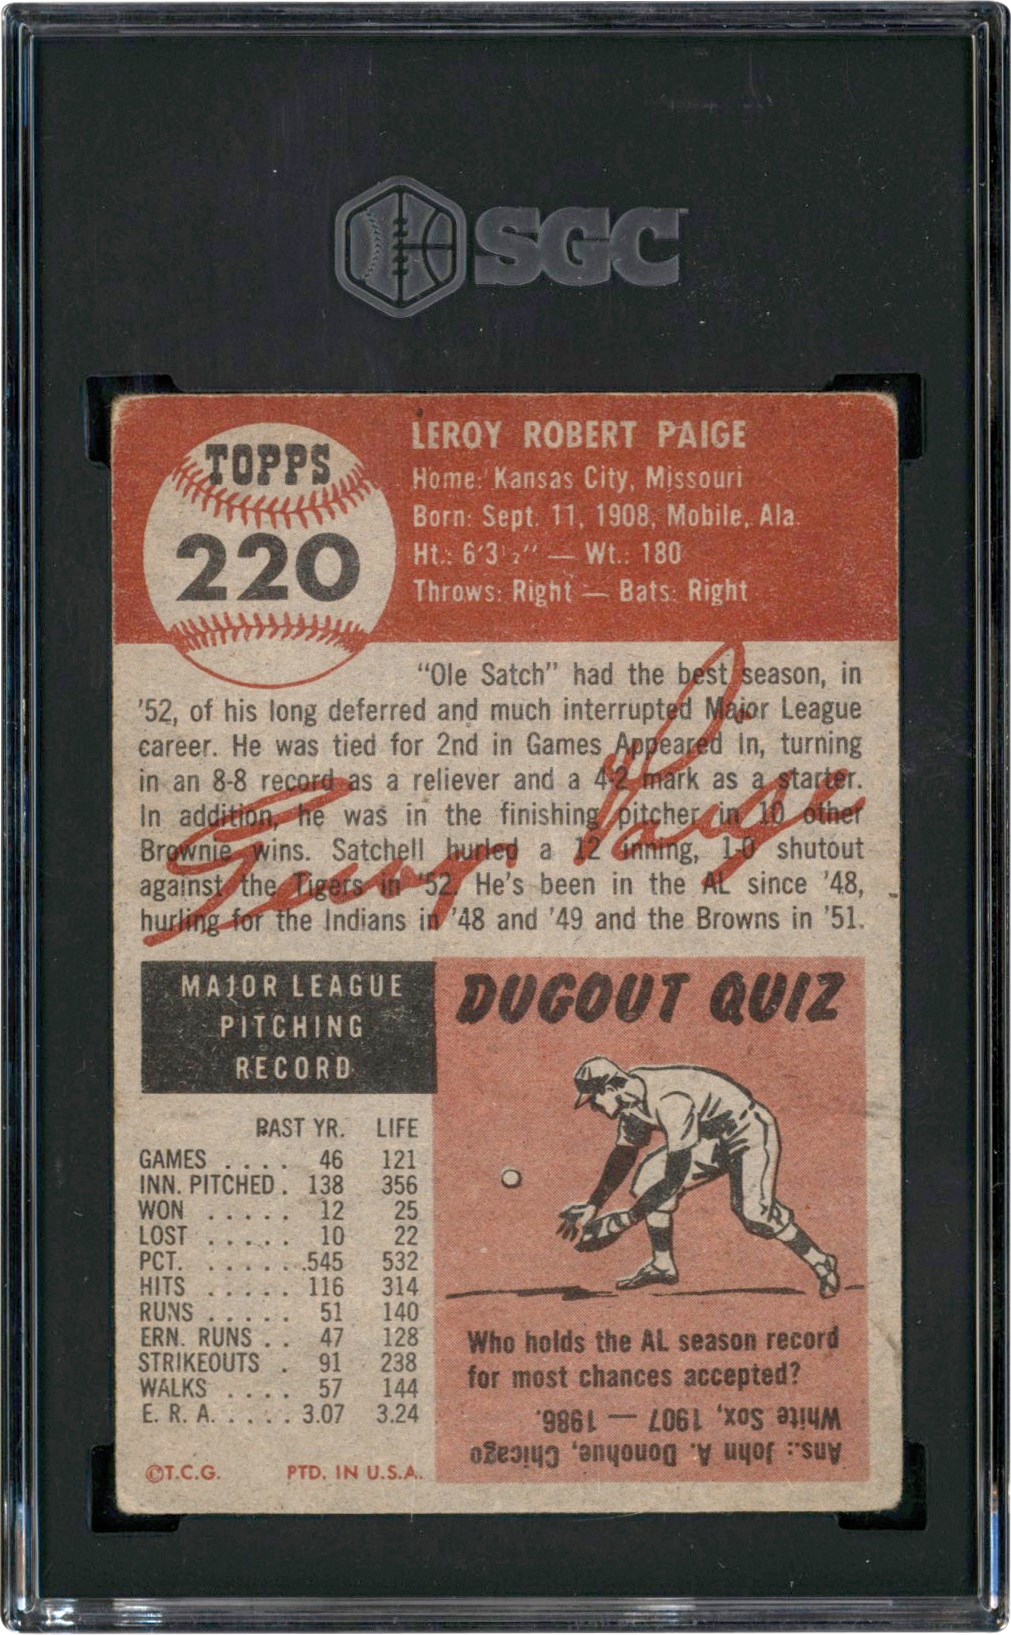 SGC
TOPPS
220
LEROY ROBERT PAIGE
Home: Kansas City, Missouri
Born: Sept. 11, 1908, Mobile, Ala.
Ht.: 6'3½" — Wt.: 180
Throws: Right — Bats: Right
"Ole Satch" had the best season, in
'52, of his long deferred and much interrupted Major League
career. He was tied for 2nd in Games Appeared In, turning
in an 8-8 record as a reliever and a 4-2 mark as a starter.
In addition, he was in the finishing pitcher in 10 other
Brownie wins. Satchell hurled a 12 inning, 1-0 shutout
against the Tigers in '52. He's been in the AL since '48,
hurling for the Indians in '48 and '49 and the Browns in '51.
Leroy Paige
MAJOR LEAGUE
PITCHING
RECORD
PAST YR. LIFE
GAMES .... 46 121
INN. PITCHED . 138 356
WON ..... 12 25
LOST ..... 10 22
PCT. ...... .545 532
HITS ..... 116 314
RUNS ..... 51 140
ERN. RUNS .. 47 128
STRIKEOUTS . 91 238
WALKS .... 57 144
E. R. A. .... 3.07 3.24
©T.C.G. PTD. IN U.S.A.
DUGOUT QUIZ
Who holds the AL season record
for most chances accepted?
Ans.: John A. Donohue, Chicago
White Sox, 1907 — 1986.